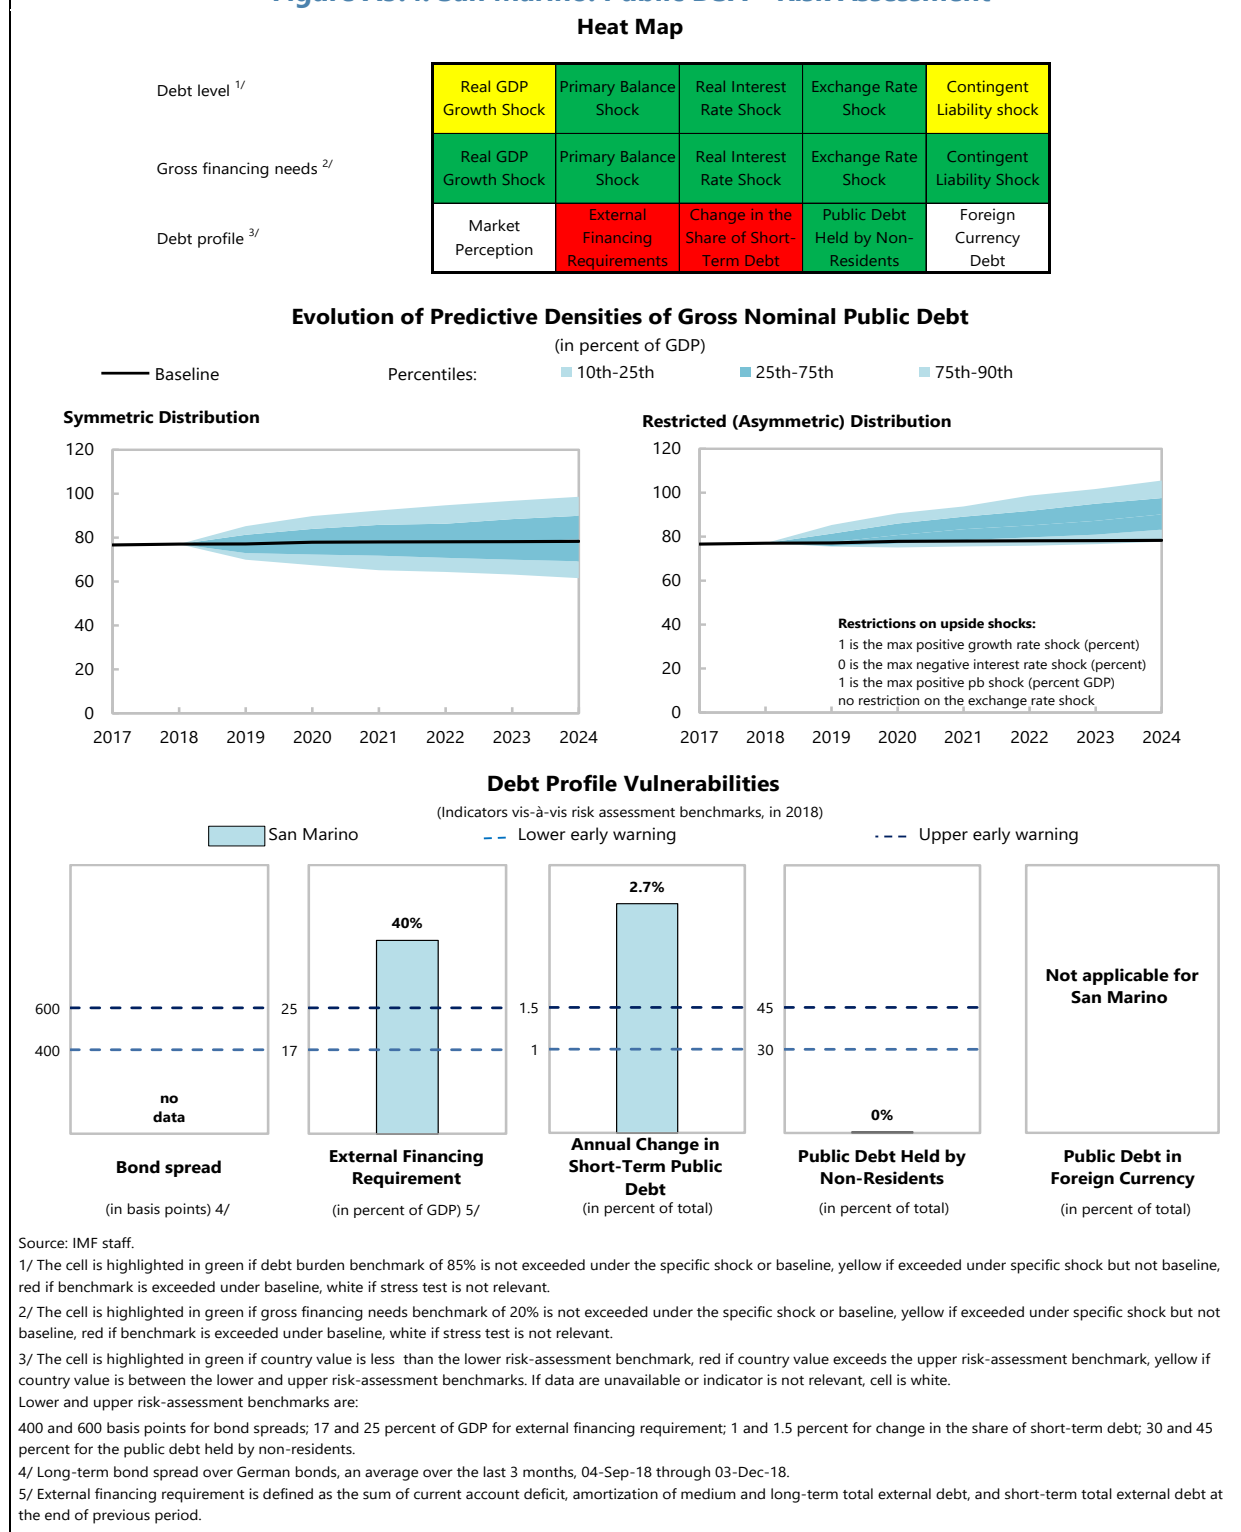 Figure A3.4. San Marino: Public DSA - Risk Assessment
Heat Map
Debt level 1/
Real GDP Growth Shock
Primary Balance Shock
Real Interest Rate Shock
Exchange Rate Shock
Contingent Liability shock
Gross financing needs 2/
Real GDP Growth Shock
Primary Balance Shock
Real Interest Rate Shock
Exchange Rate Shock
Contingent Liability Shock
Debt profile 3/
Market Perception
External Financing Requirements
Change in the Share of Short-Term Debt
Public Debt Held by Non-Residents
Foreign Currency Debt
Evolution of Predictive Densities of Gross Nominal Public Debt
(in percent of GDP)
Baseline
Percentiles:
10th-25th
25th-75th
75th-90th
Symmetric Distribution
120
100
80
60
40
20
0
2017 2018 2019 2020 2021 2022 2023 2024
Restricted (Asymmetric) Distribution
120
100
80
60
40
20
0
Restrictions on upside shocks:
1 is the max positive growth rate shock (percent)
0 is the max negative interest rate shock (percent)
1 is the max positive pb shock (percent GDP)
no restriction on the exchange rate shock
2017 2018 2019 2020 2021 2022 2023 2024
Debt Profile Vulnerabilities
(Indicators vis-à-vis risk assessment benchmarks, in 2018)
San Marino
Lower early warning
Upper early warning
600
400
no
data
Bond spread
(in basis points) 4/
40%
25
17
External Financing
Requirement
(in percent of GDP) 5/
2.7%
1.5
1
Annual Change in
Short-Term Public
Debt
(in percent of total)
45
30
0%
Public Debt Held by
Non-Residents
(in percent of total)
Not applicable for
San Marino
Public Debt in
Foreign Currency
(in percent of total)
Source: IMF staff.
1/ The cell is highlighted in green if debt burden benchmark of 85% is not exceeded under the specific shock or baseline, yellow if exceeded under specific shock but not baseline,
red if benchmark is exceeded under baseline, white if stress test is not relevant.
2/ The cell is highlighted in green if gross financing needs benchmark of 20% is not exceeded under the specific shock or baseline, yellow if exceeded under specific shock but not
baseline, red if benchmark is exceeded under baseline, white if stress test is not relevant.
3/ The cell is highlighted in green if country value is less than the lower risk-assessment benchmark, red if country value exceeds the upper risk-assessment benchmark, yellow if
country value is between the lower and upper risk-assessment benchmarks. If data are unavailable or indicator is not relevant, cell is white.
Lower and upper risk-assessment benchmarks are:
400 and 600 basis points for bond spreads; 17 and 25 percent of GDP for external financing requirement; 1 and 1.5 percent for change in the share of short-term debt; 30 and 45
percent for the public debt held by non-residents.
4/ Long-term bond spread over German bonds, an average over the last 3 months, 04-Sep-18 through 03-Dec-18.
5/ External financing requirement is defined as the sum of current account deficit, amortization of medium and long-term total external debt, and short-term total external debt at
the end of previous period.